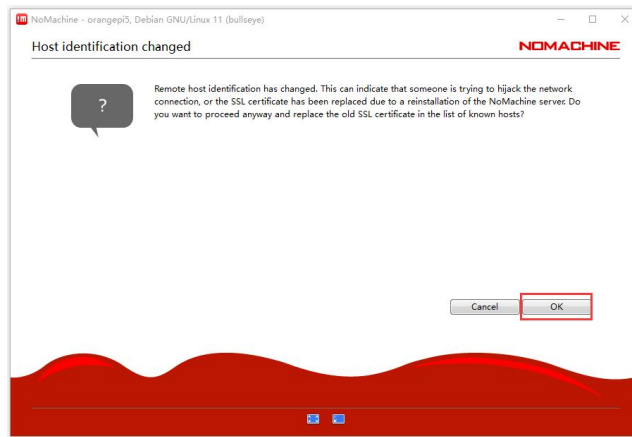 NoMachine - orangepi5, Debian GNU/Linux 11 (bullseye)
Host identification changed
NOMACHINE
Remote host identification has changed. This can indicate that someone is trying to hijack the network
connection, or the SSL certificate has been replaced due to a reinstallation of the NoMachine server. Do
you want to proceed anyway and replace the old SSL certificate in the list of known hosts?
?
Cancel
OK